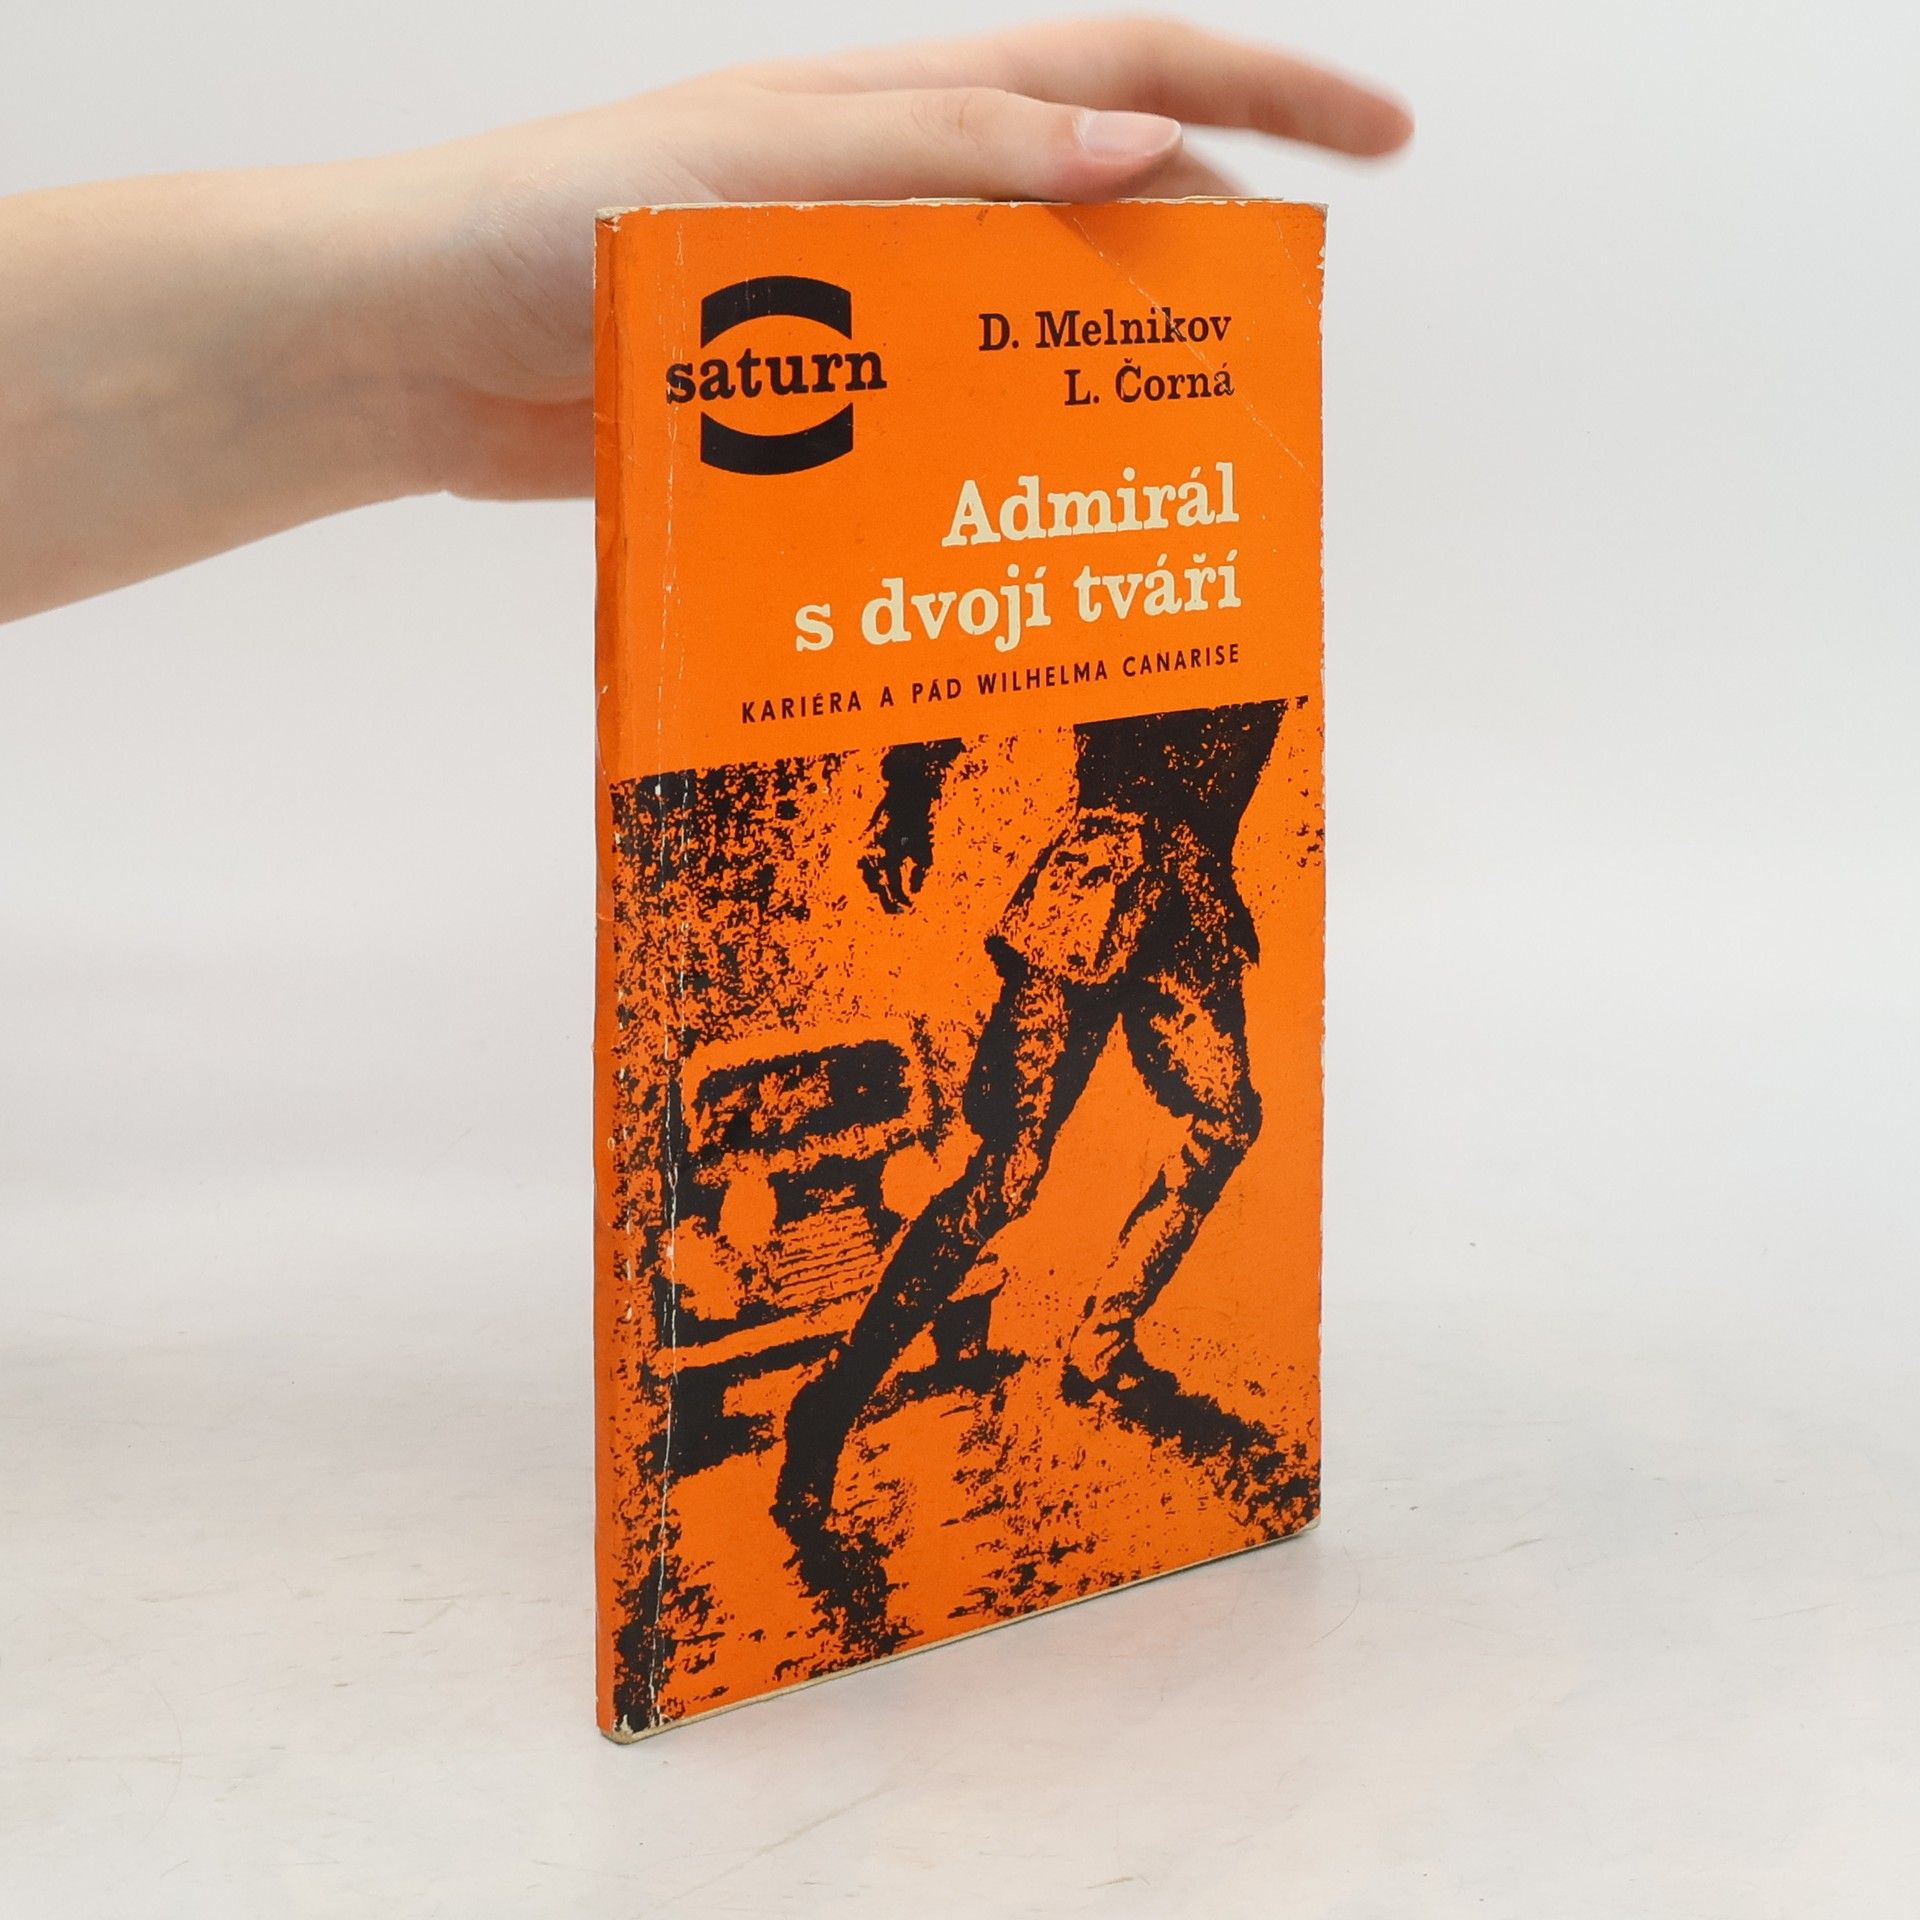 saturn
D. Melnikov
L. Čorná
Admirál
s dvojí tváří
KARIÉRA A PÁD WILHELMA CANARISE